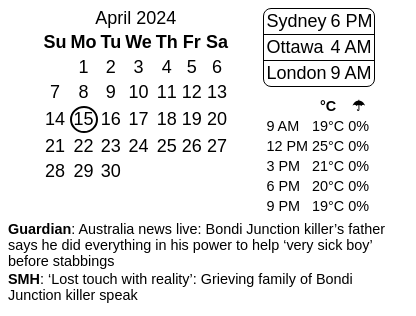 April 2024
Su Mo Tu We Th Fr Sa
1 2 3 4 5 6
7 8 9 10 11 12 13
14 15 16 17 18 19 20
21 22 23 24 25 26 27
28 29 30
Sydney 6 PM
Ottawa 4 AM
London 9 AM
°C ☂
9 AM 19°C 0%
12 PM 25°C 0%
3 PM 21°C 0%
6 PM 20°C 0%
9 PM 19°C 0%
Guardian: Australia news live: Bondi Junction killer’s father
says he did everything in his power to help ‘very sick boy’
before stabbings
SMH: ‘Lost touch with reality’: Grieving family of Bondi
Junction killer speak